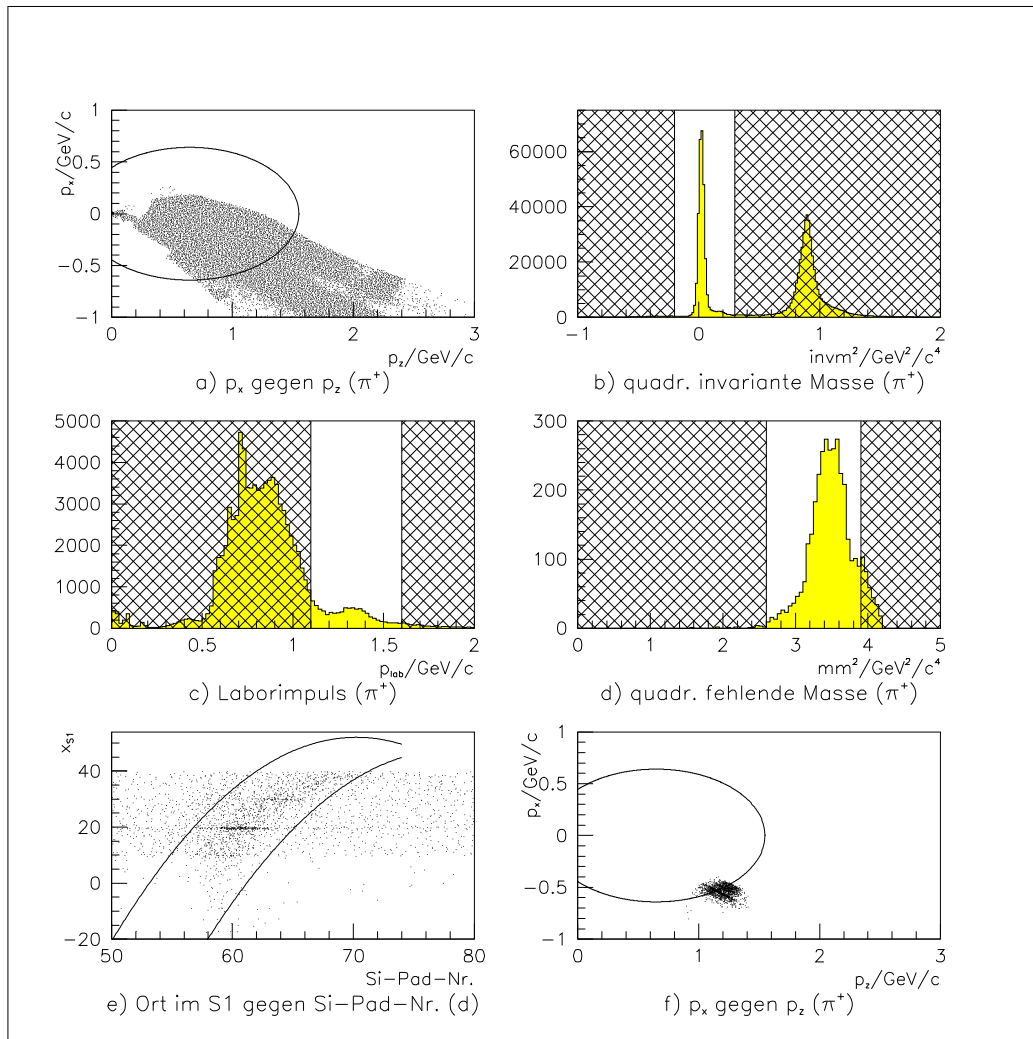 1
0.5
0
−0.5
−1
pₓ/GeV/c
0 1 2 3
p_z/GeV/c
a) pₓ gegen p_z (π⁺)
60000
40000
20000
0
−1 0 1 2
invm²/GeV²/c⁴
b) quadr. invariante Masse (π⁺)
5000
4000
3000
2000
1000
0
0 0.5 1 1.5 2
p_lab/GeV/c
c) Laborimpuls (π⁺)
300
200
100
0
0 1 2 3 4 5
mm²/GeV²/c⁴
d) quadr. fehlende Masse (π⁺)
x_S1
40
20
0
−20
50 60 70 80
Si−Pad−Nr.
e) Ort im S1 gegen Si−Pad−Nr. (d)
1
0.5
0
−0.5
−1
pₓ/GeV/c
0 1 2 3
p_z/GeV/c
f) pₓ gegen p_z (π⁺)